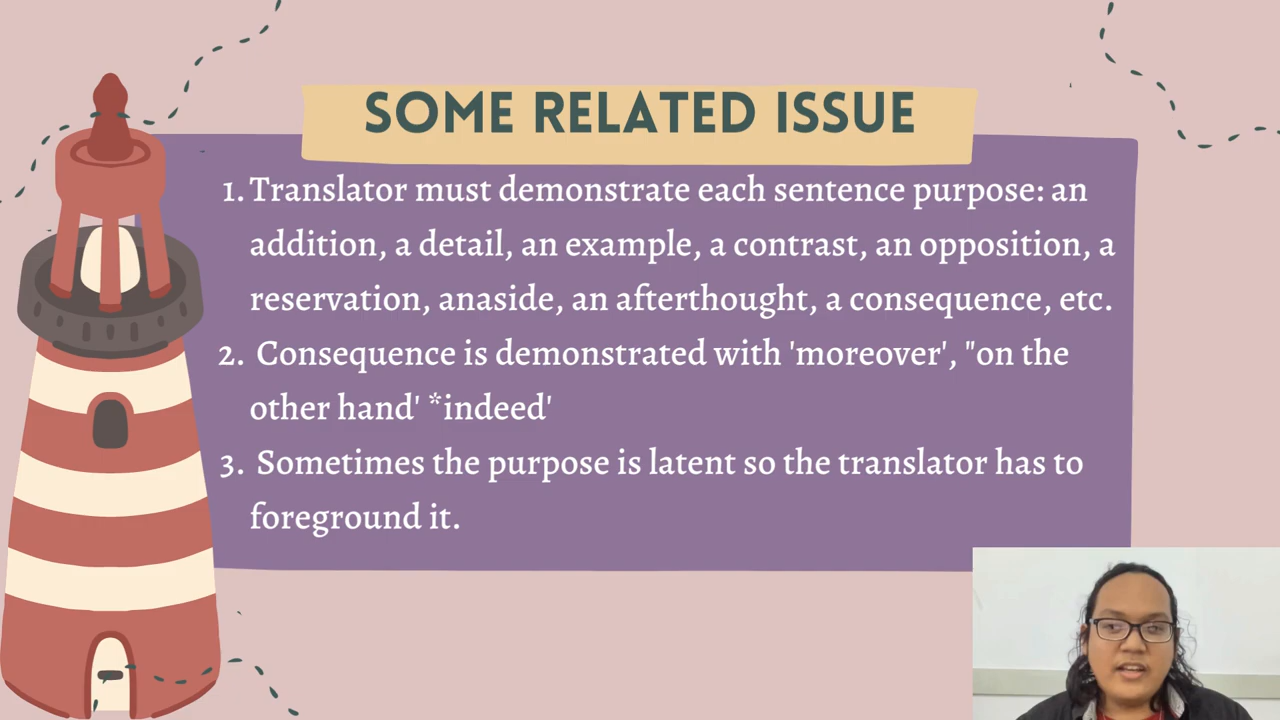 SOME RELATED ISSUE
1. Translator must demonstrate each sentence purpose: an
addition, a detail, an example, a contrast, an opposition, a
reservation, anaside, an afterthought, a consequence, etc.
2. Consequence is demonstrated with 'moreover', "on the
other hand' *indeed'
3. Sometimes the purpose is latent so the translator has to
foreground it.